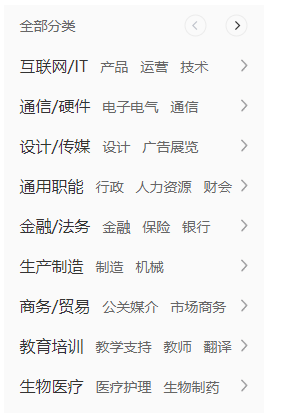 全部分类
互联网/IT 产品 运营 技术
通信/硬件 电子电气 通信
设计/传媒 设计 广告展览
通用职能 行政 人力资源 财会
金融/法务 金融 保险 银行
生产制造 制造 机械
商务/贸易 公关媒介 市场商务
教育培训 教学支持 教师 翻译
生物医疗 医疗护理 生物制药